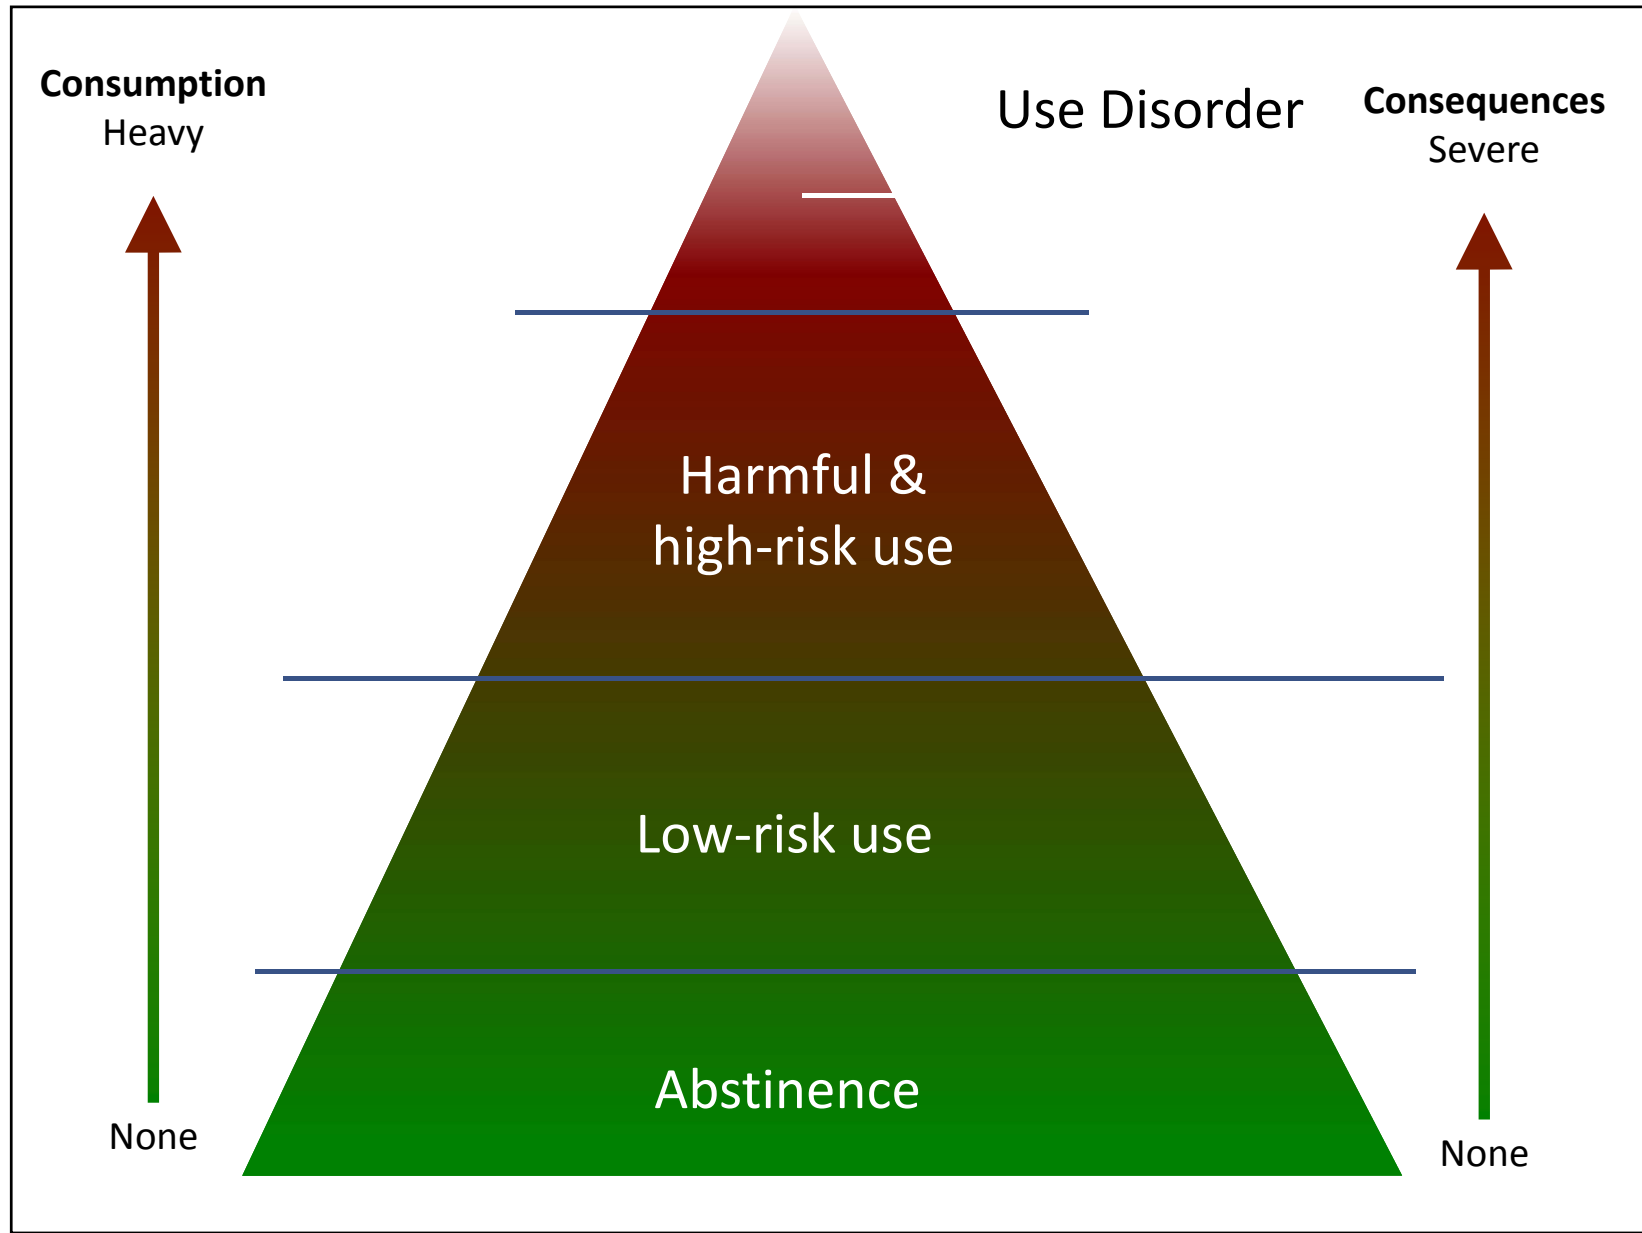 Consumption
Heavy
Use Disorder
Consequences
Severe
Harmful &
high-risk use
Low-risk use
Abstinence
None
None